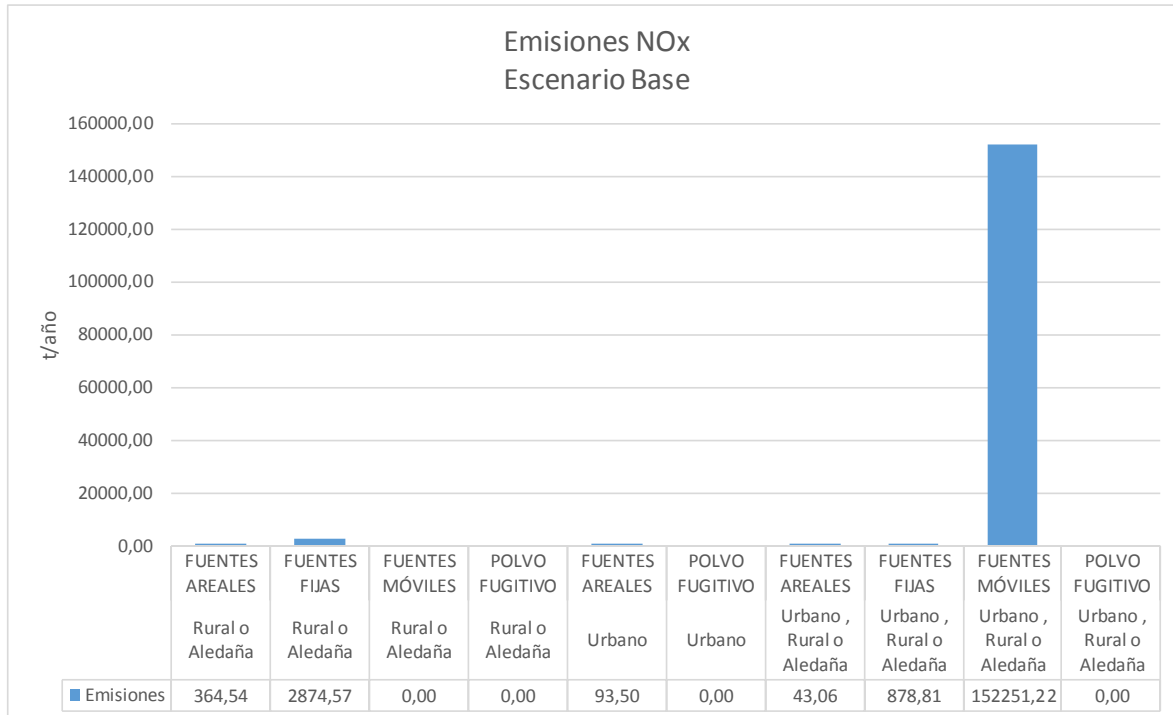 Emisiones NOx
Escenario Base
160000,00
140000,00
120000,00
100000,00
80000,00
60000,00
40000,00
20000,00
0,00
t/año
FUENTES AREALES FUENTES FIJAS FUENTES MÓVILES POLVO FUGITIVO FUENTES AREALES POLVO FUGITIVO FUENTES AREALES FUENTES FIJAS FUENTES MÓVILES POLVO FUGITIVO
Rural o Aledaña Rural o Aledaña Rural o Aledaña Rural o Aledaña Urbano Urbano Urbano , Rural o Aledaña Urbano , Rural o Aledaña Urbano , Rural o Aledaña Urbano , Rural o Aledaña
Emisiones 364,54 2874,57 0,00 0,00 93,50 0,00 43,06 878,81 152251,22 0,00